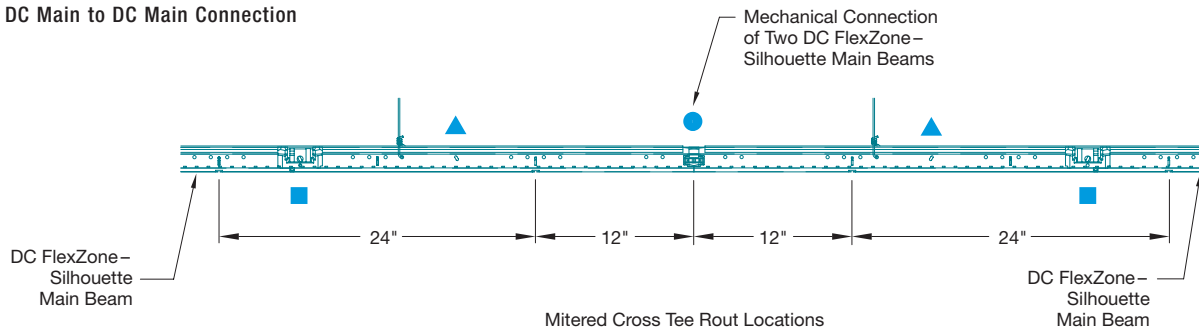 DC Main to DC Main Connection
Mechanical Connection
of Two DC FlexZone–
Silhouette Main Beams
24"
12"
12"
24"
DC FlexZone–
Silhouette
Main Beam
DC FlexZone–
Silhouette
Main Beam
Mitered Cross Tee Rout Locations